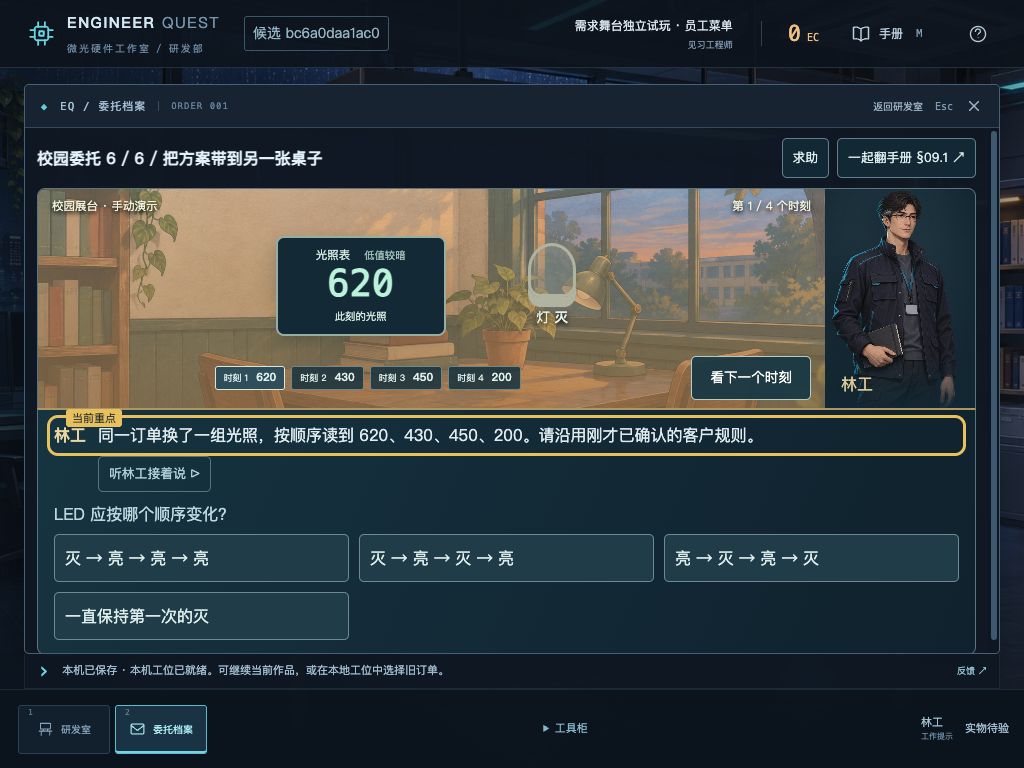 ENGINEER QUEST
微光硬件工作室 / 研发部
候选 bc6a0daa1ac0
需求舞台独立试玩 · 员工菜单
见习工程师
0 EC
手册 M
EQ / 委托档案
ORDER 001
返回研发室 Esc
校园委托 6 / 6 / 把方案带到另一张桌子
求助
一起翻手册 §09.1 ↗
校园展台 · 手动演示
第 1 / 4 个时刻
光照表 低值较暗
620
此刻的光照
灯 灭
时刻 1 620
时刻 2 430
时刻 3 450
时刻 4 200
看下一个时刻
林工
当前重点
林工 同一订单换了一组光照，按顺序读到 620、430、450、200。请沿用刚才已确认的客户规则。
听林工接着说
LED 应按哪个顺序变化?
灭 → 亮 → 亮 → 亮
灭 → 亮 → 灭 → 亮
亮 → 灭 → 亮 → 灭
一直保持第一次的灭
本机已保存 · 本机工位已就绪。可继续当前作品，或在本地工位中选择旧订单。
反馈 ↗
1 研发室
2 委托档案
工具柜
林工
工作提示
实物待验